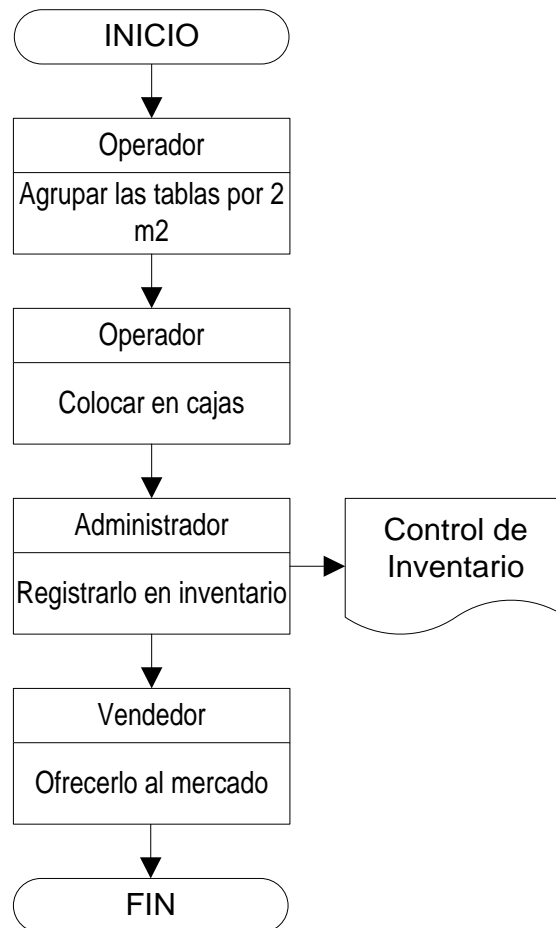 INICIO
Operador
Agrupar las tablas por 2
m2
Operador
Colocar en cajas
Administrador
Registrarlo en inventario
Control de
Inventario
Vendedor
Ofrecerlo al mercado
FIN